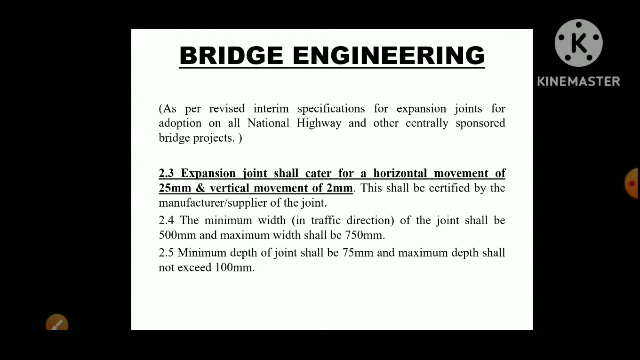 BRIDGE ENGINEERING
KINEMASTER
(As per revised interim specifications for expansion joints for
adoption on all National Highway and other centrally sponsored
bridge projects. )
2.3 Expansion joint shall cater for a horizontal movement of
25mm & vertical movement of 2mm. This shall be certified by the
manufacturer/supplier of the joint.
2.4 The minimum width (in traffic direction) of the joint shall be
500mm and maximum width shall be 750mm.
2.5 Minimum depth of joint shall be 75mm and maximum depth shall
not exceed 100mm.